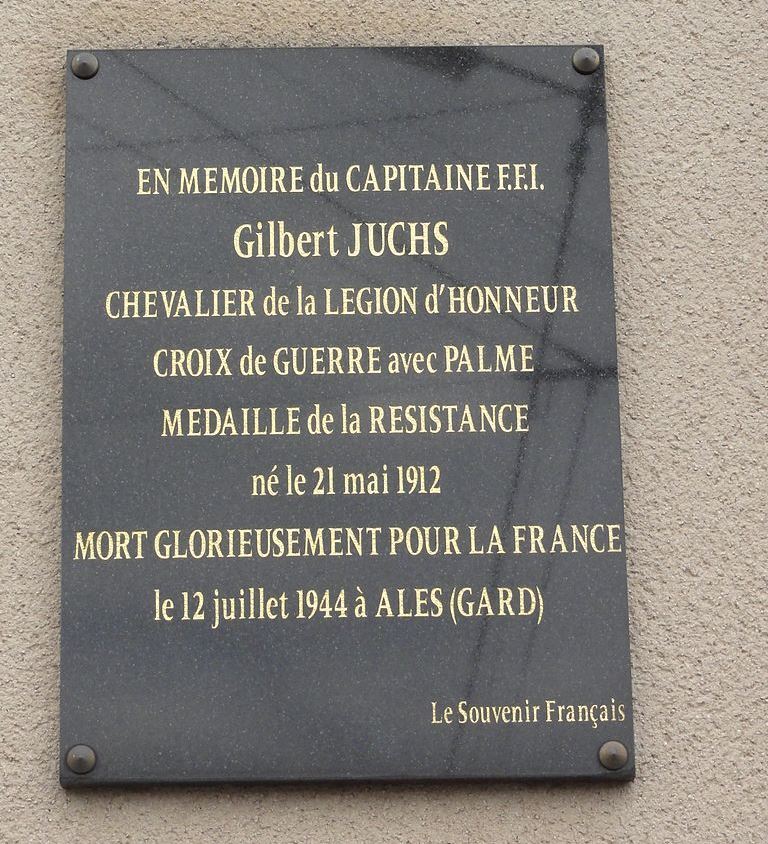 EN MEMOIRE du CAPITAINE F.F.I.
Gilbert JUCHS
CHEVALIER de la LEGION d'HONNEUR
CROIX de GUERRE avec PALME
MEDAILLE de la RESISTANCE
né le 21 mai 1912
MORT GLORIEUSEMENT POUR LA FRANCE
le 12 juillet 1944 à ALES (GARD)
Le Souvenir Français